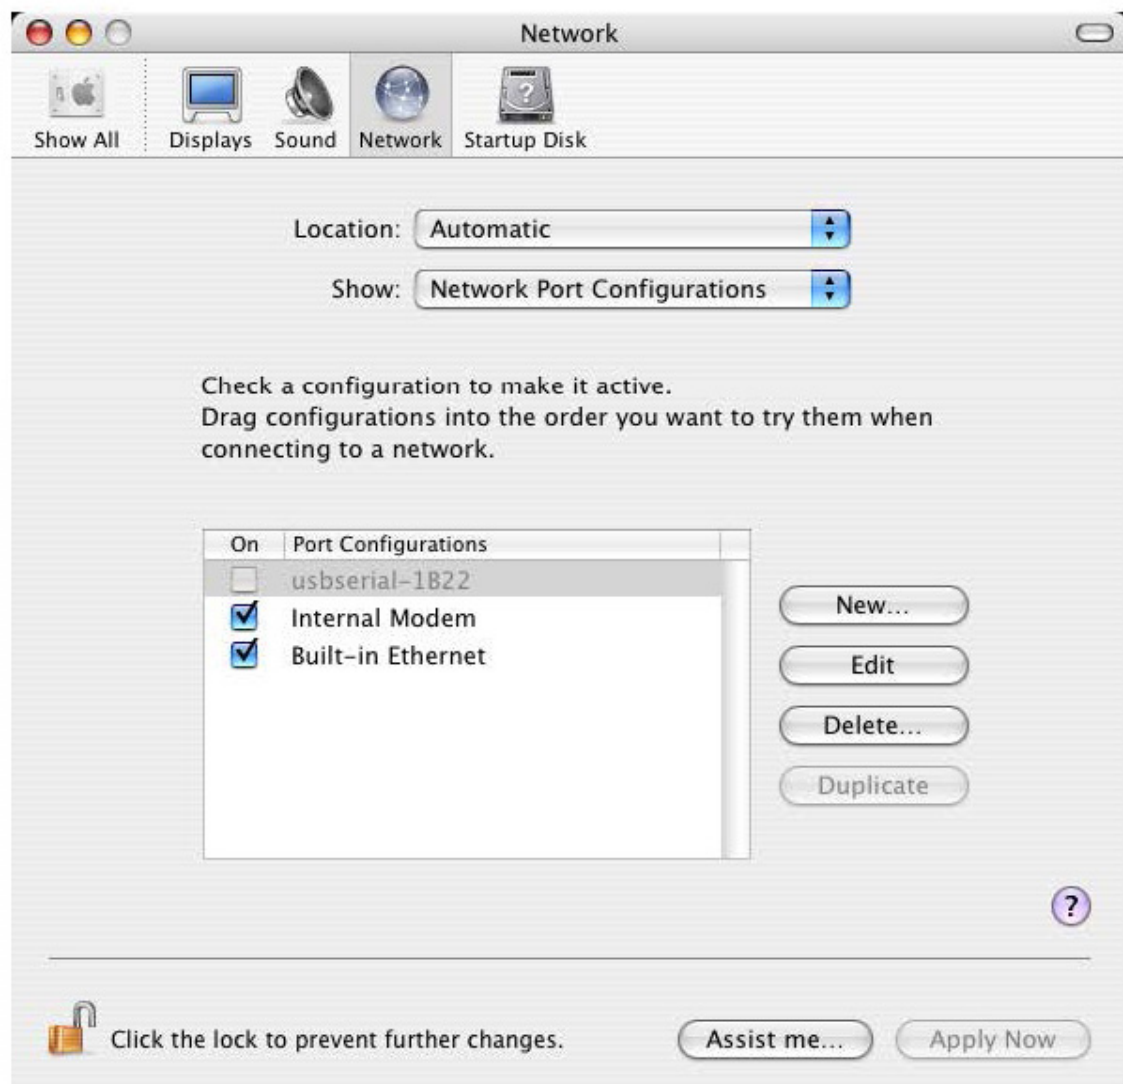 Network
Show All
Displays
Sound
Network
Startup Disk
Location: Automatic
Show: Network Port Configurations
Check a configuration to make it active.
Drag configurations into the order you want to try them when
connecting to a network.
On Port Configurations
usbserial-1B22
Internal Modem
Built-in Ethernet
New...
Edit
Delete...
Duplicate
?
Click the lock to prevent further changes.
Assist me...
Apply Now